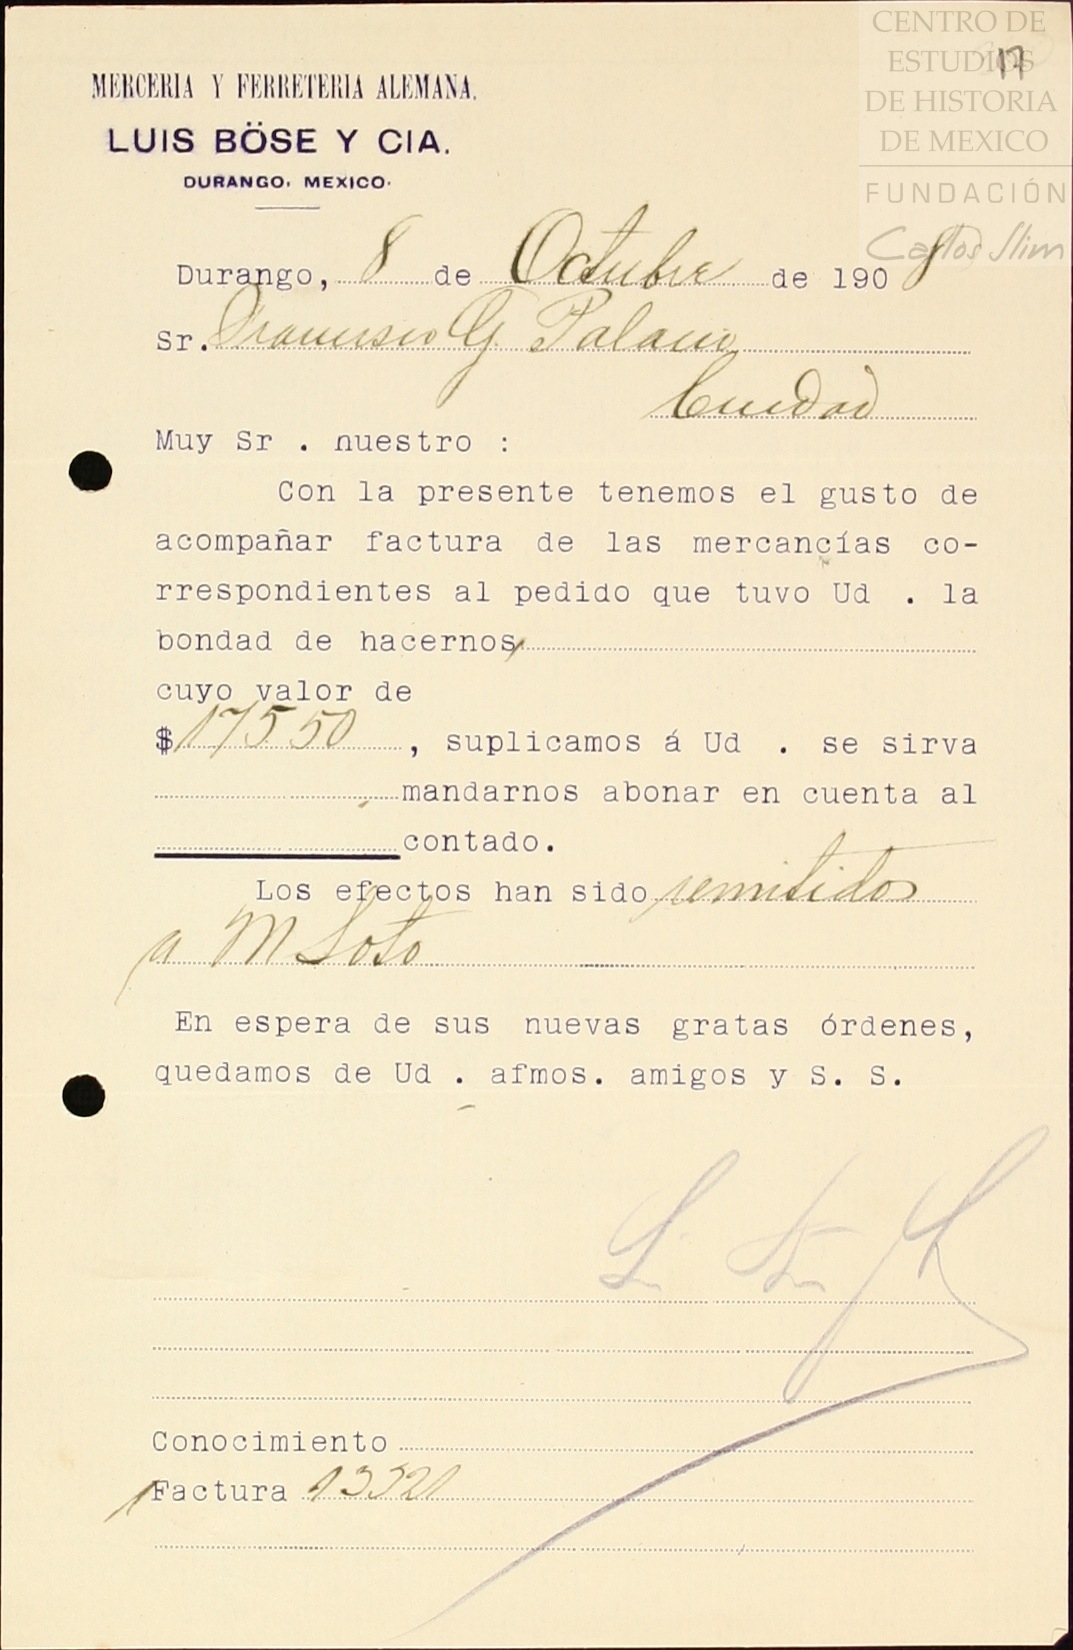 CENTRO DE
ESTUDIOS
DE HISTORIA
DE MEXICO
FUNDACIÓN
Carlos Slim
17
MERCERIA Y FERRETERIA ALEMANA.
LUIS BÖSE Y CIA.
DURANGO, MEXICO.
Durango, 8 de Octubre de 1908
Sr. Francisco G. Palacio
Ciudad
Muy Sr . nuestro :
Con la presente tenemos el gusto de
acompañar factura de las mercancías co-
rrespondientes al pedido que tuvo Ud . la
bondad de hacernos,
cuyo valor de
$ 175 50 , suplicamos á Ud . se sirva
mandarnos abonar en cuenta al
contado.
Los efectos han sido remitidos
a M Soto
En espera de sus nuevas gratas órdenes,
quedamos de Ud . afmos. amigos y S. S.
Conocimiento
1 Factura 13321